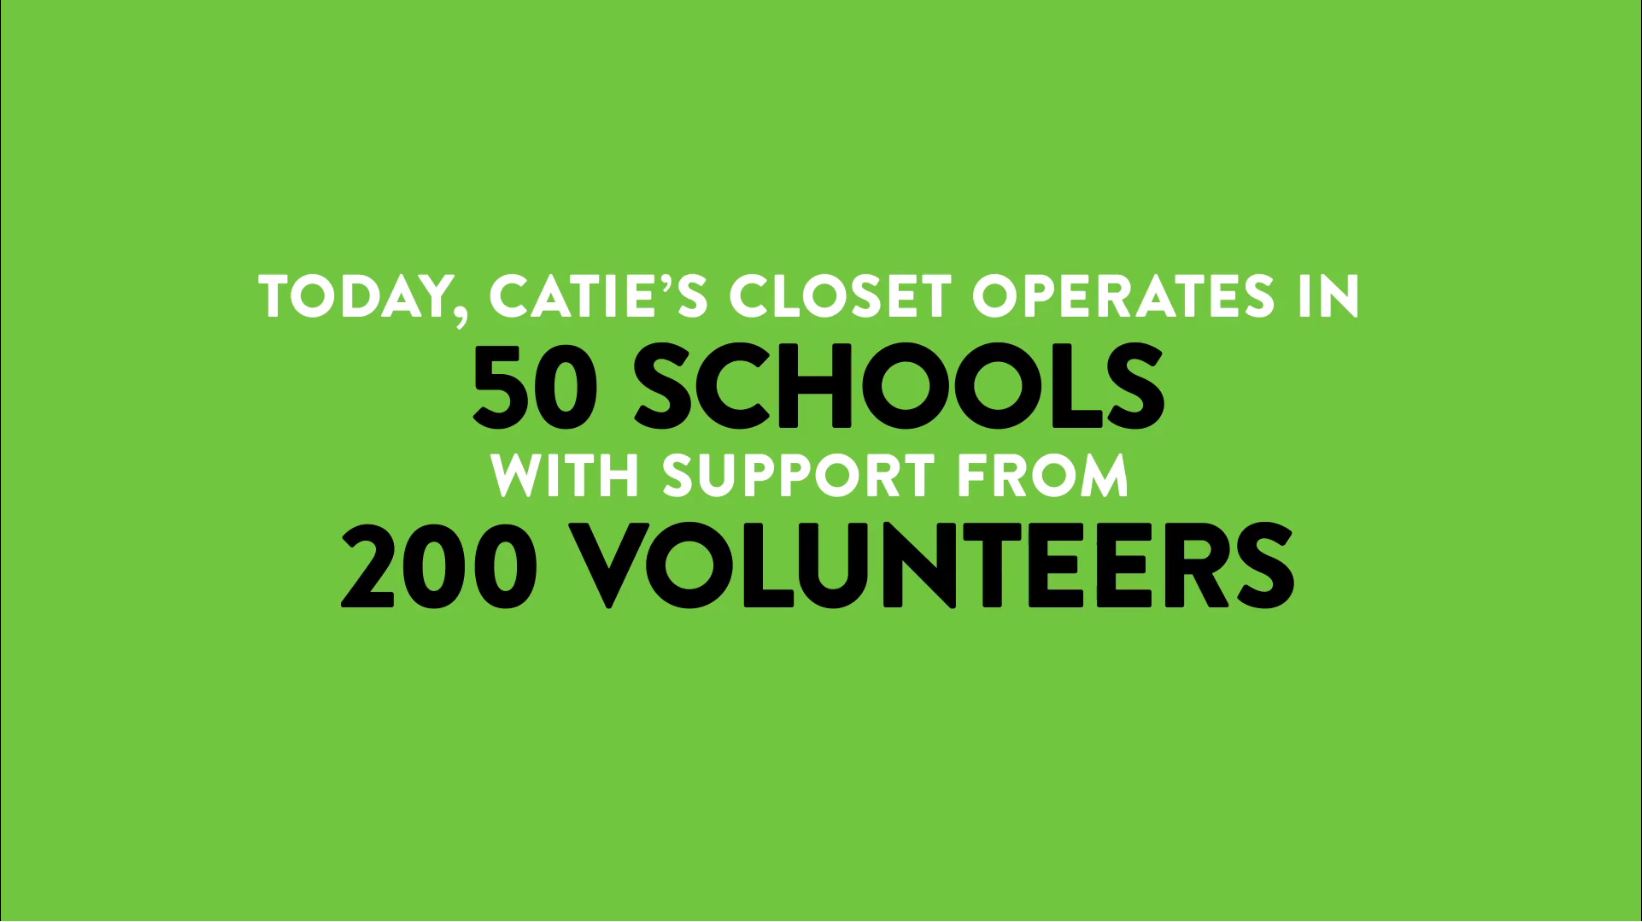 TODAY, CATIE’S CLOSET OPERATES IN
50 SCHOOLS
WITH SUPPORT FROM
200 VOLUNTEERS